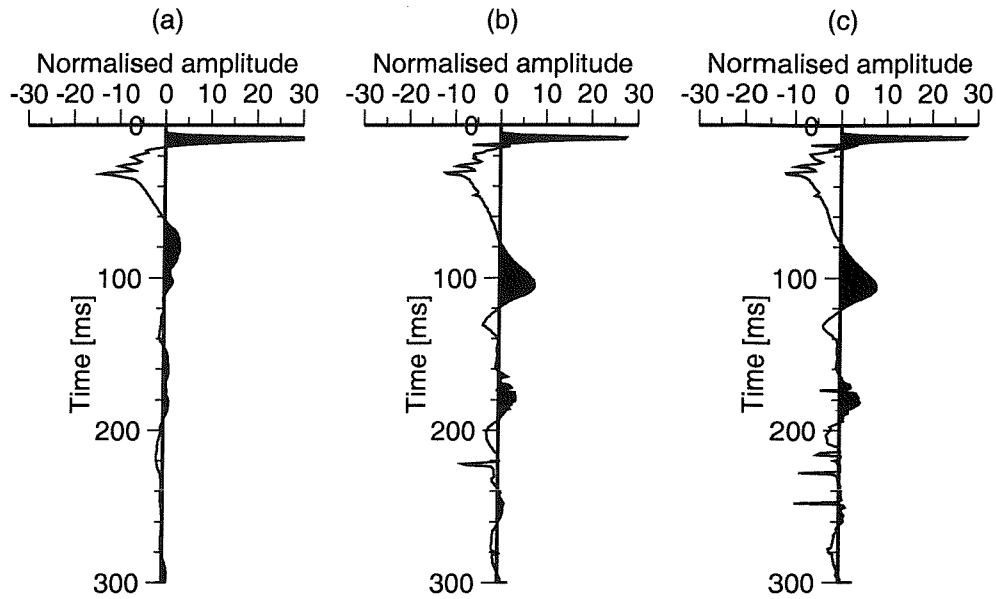 (a) (b) (c)
Normalised amplitude Normalised amplitude Normalised amplitude
-30 -20 -10 0 10 20 30 -30 -20 -10 0 10 20 30 -30 -20 -10 0 10 20 30
0 0 0
100 100 100
Time [ms] Time [ms] Time [ms]
200 200 200
300 300 300